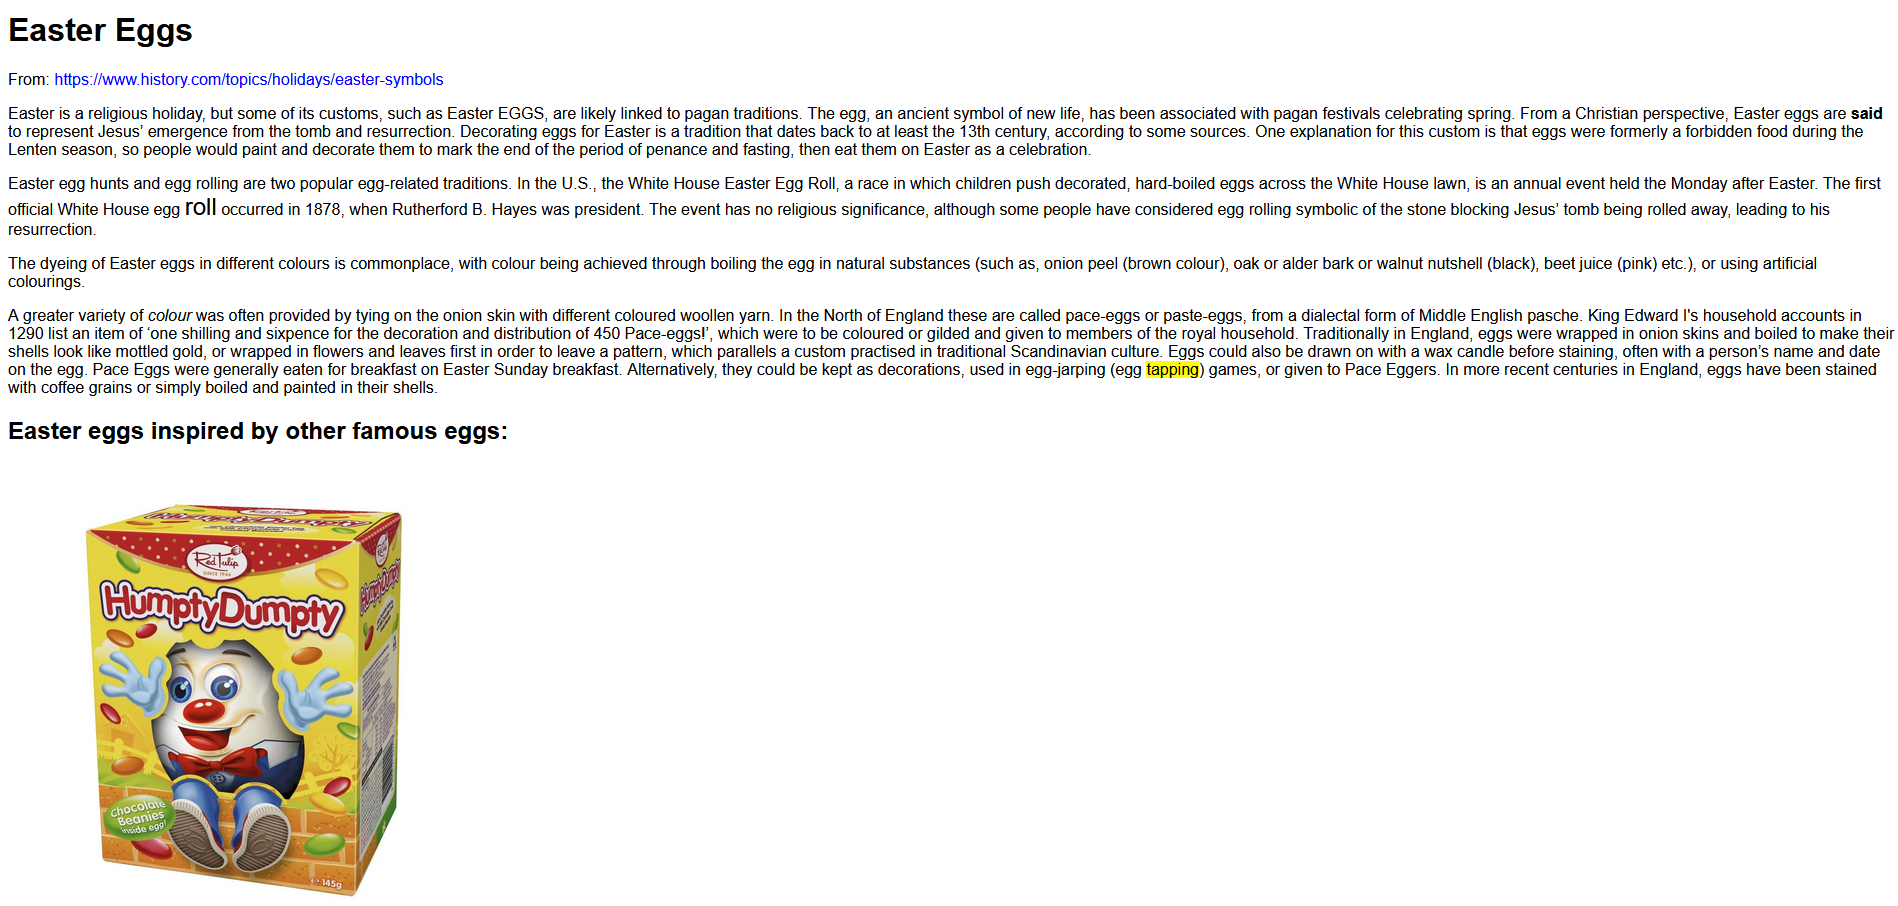 Easter Eggs
From: https://www.history.com/topics/holidays/easter-symbols
Easter is a religious holiday, but some of its customs, such as Easter EGGS, are likely linked to pagan traditions. The egg, an ancient symbol of new life, has been associated with pagan festivals celebrating spring. From a Christian perspective, Easter eggs are said
to represent Jesus’ emergence from the tomb and resurrection. Decorating eggs for Easter is a tradition that dates back to at least the 13th century, according to some sources. One explanation for this custom is that eggs were formerly a forbidden food during the
Lenten season, so people would paint and decorate them to mark the end of the period of penance and fasting, then eat them on Easter as a celebration.
Easter egg hunts and egg rolling are two popular egg-related traditions. In the U.S., the White House Easter Egg Roll, a race in which children push decorated, hard-boiled eggs across the White House lawn, is an annual event held the Monday after Easter. The first
official White House egg roll occurred in 1878, when Rutherford B. Hayes was president. The event has no religious significance, although some people have considered egg rolling symbolic of the stone blocking Jesus’ tomb being rolled away, leading to his
resurrection.
The dyeing of Easter eggs in different colours is commonplace, with colour being achieved through boiling the egg in natural substances (such as, onion peel (brown colour), oak or alder bark or walnut nutshell (black), beet juice (pink) etc.), or using artificial
colourings.
A greater variety of colour was often provided by tying on the onion skin with different coloured woollen yarn. In the North of England these are called pace-eggs or paste-eggs, from a dialectal form of Middle English pasche. King Edward I's household accounts in
1290 list an item of ‘one shilling and sixpence for the decoration and distribution of 450 Pace-eggs!’, which were to be coloured or gilded and given to members of the royal household. Traditionally in England, eggs were wrapped in onion skins and boiled to make their
shells look like mottled gold, or wrapped in flowers and leaves first in order to leave a pattern, which parallels a custom practised in traditional Scandinavian culture. Eggs could also be drawn on with a wax candle before staining, often with a person’s name and date
on the egg. Pace Eggs were generally eaten for breakfast on Easter Sunday breakfast. Alternatively, they could be kept as decorations, used in egg-jarping (egg tapping) games, or given to Pace Eggers. In more recent centuries in England, eggs have been stained
with coffee grains or simply boiled and painted in their shells.
Easter eggs inspired by other famous eggs:
Humpty Dumpty
Red Tulip
SINCE 1946
Humpty Dumpty
Humpty Dumpty
chocolate
Beanies
inside egg!
℮ 145g